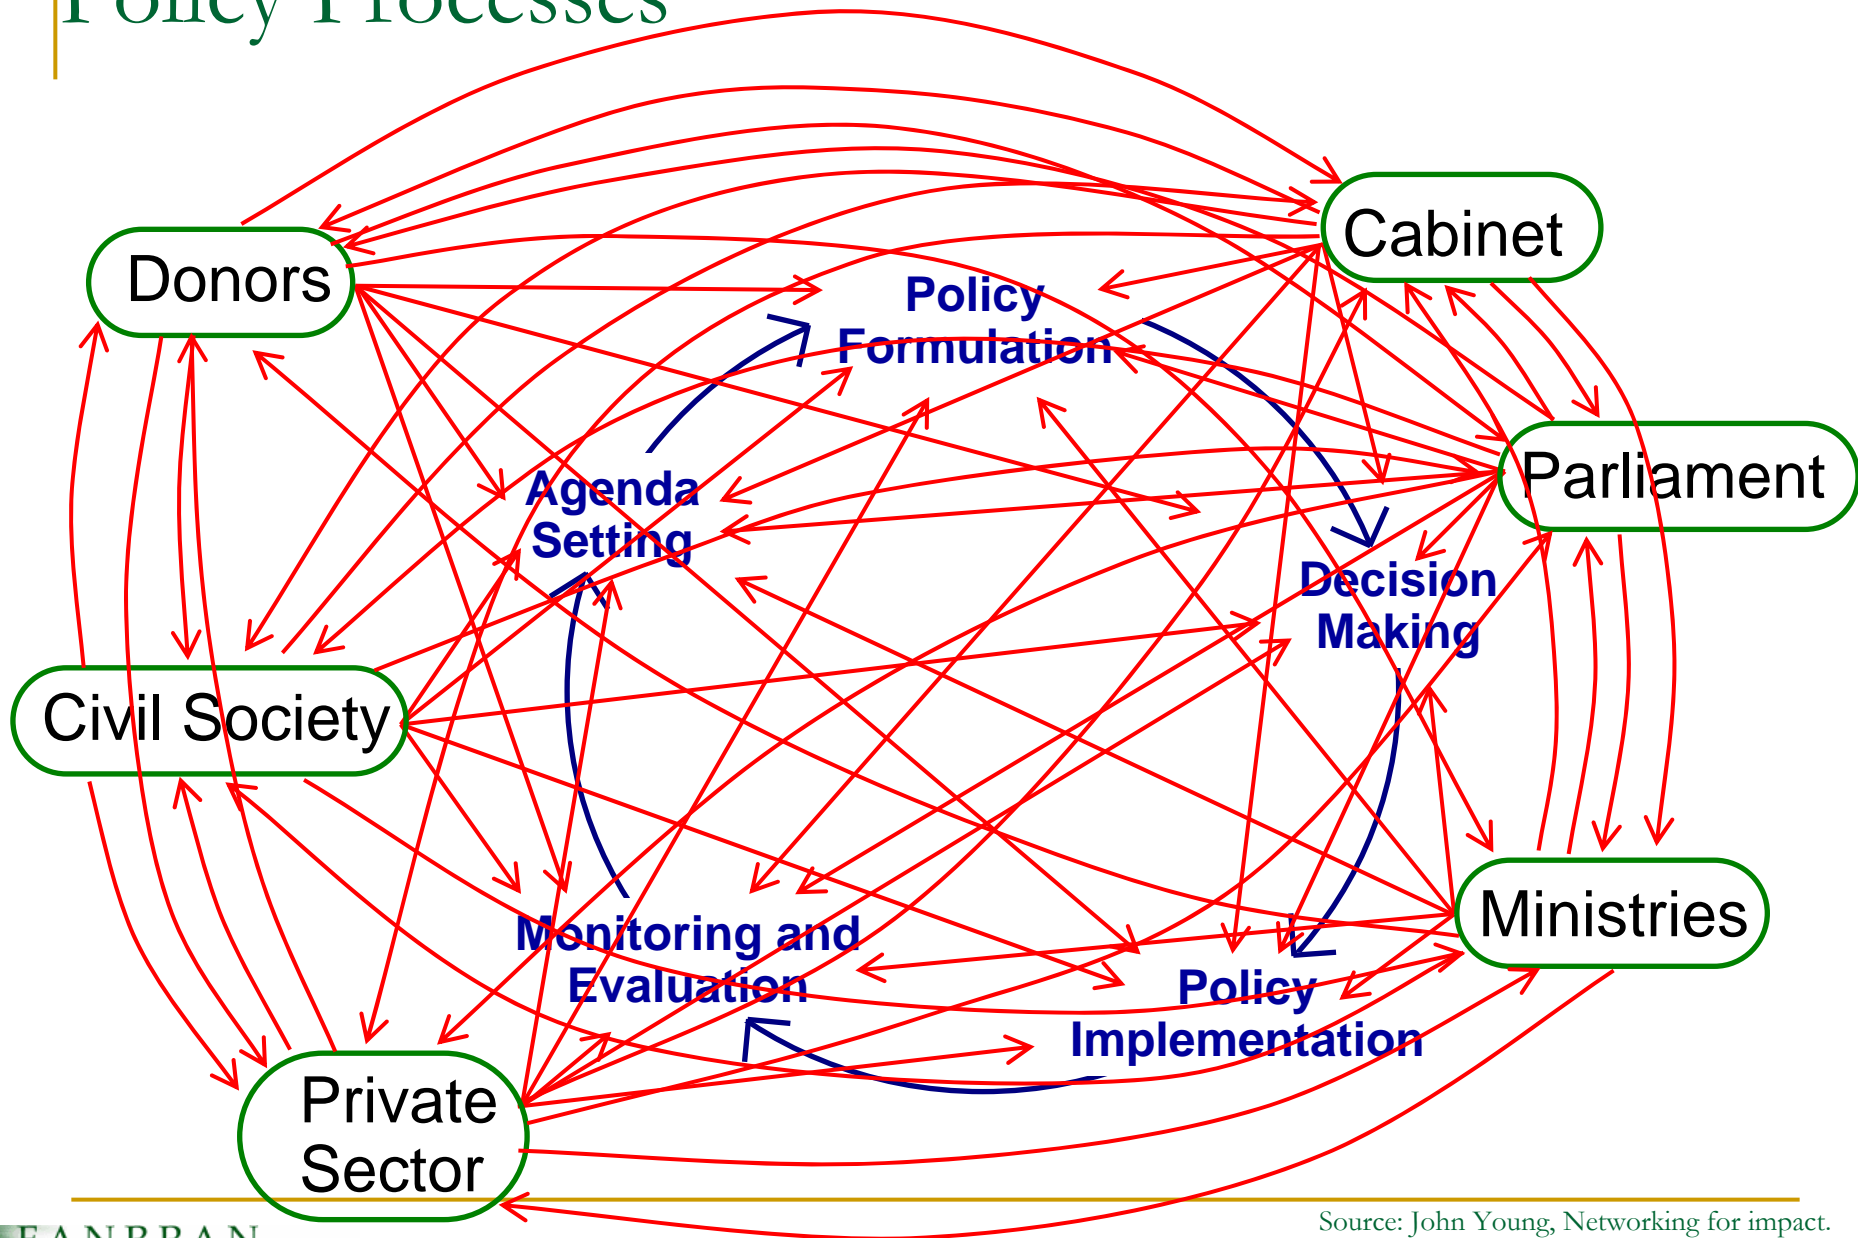 Policy Processes
Cabinet
Donors
Policy
Formulation
Parliament
Agenda
Setting
Decision
Making
Civil Society
Ministries
Monitoring and
Evaluation
Policy
Implementation
Private
Sector
Source: John Young, Networking for impact.